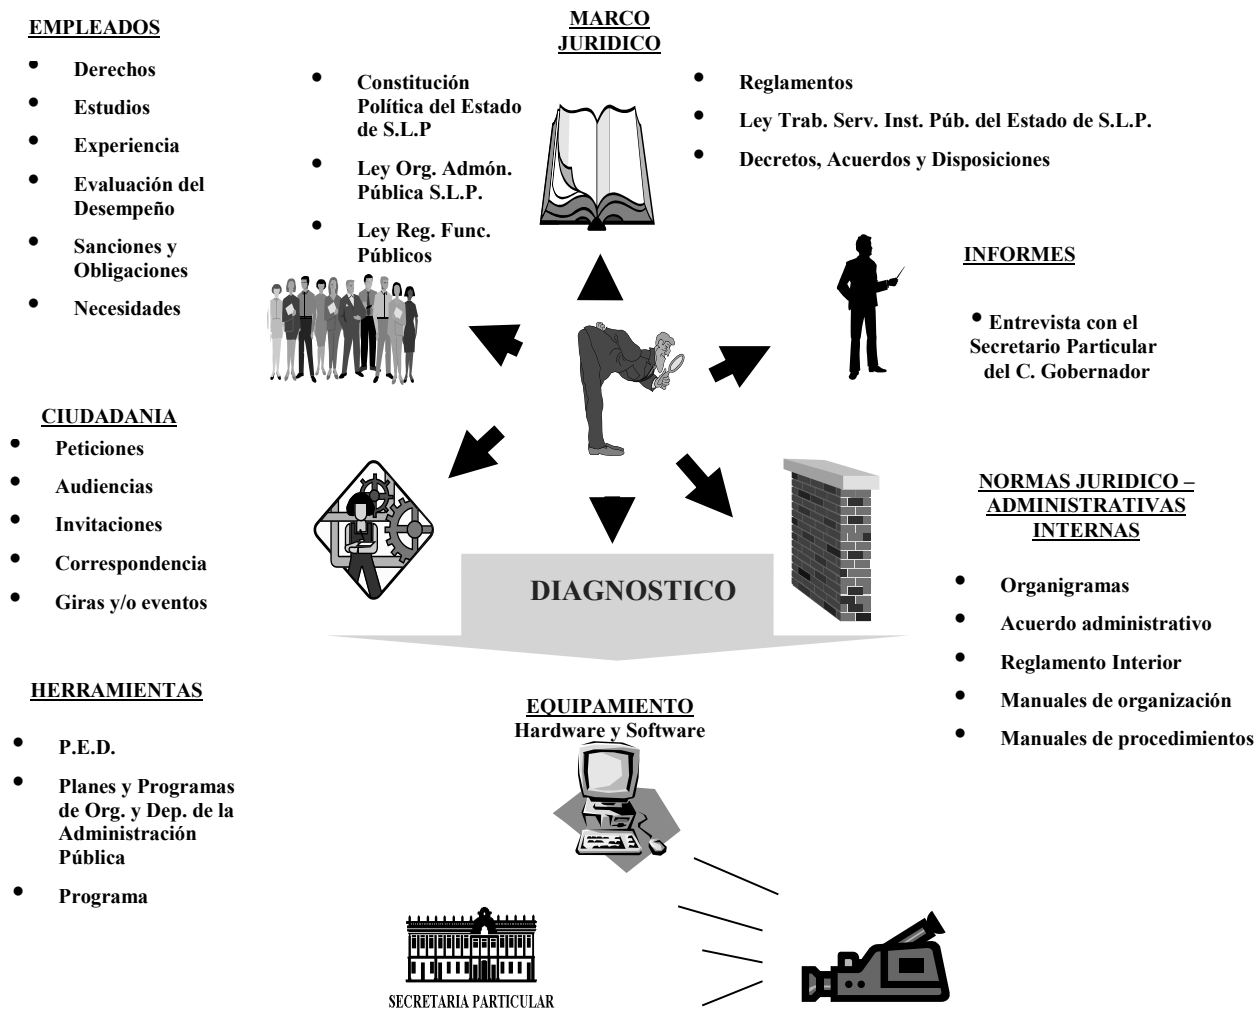 EMPLEADOS
• Derechos
• Estudios
• Experiencia
• Evaluación del
Desempeño
• Sanciones y
Obligaciones
• Necesidades
MARCO
JURIDICO
• Constitución
Política del Estado
de S.L.P
• Ley Org. Admón.
Pública S.L.P.
• Ley Reg. Func.
Públicos
• Reglamentos
• Ley Trab. Serv. Inst. Púb. del Estado de S.L.P.
• Decretos, Acuerdos y Disposiciones
INFORMES
• Entrevista con el
Secretario Particular
del C. Gobernador
CIUDADANIA
• Peticiones
• Audiencias
• Invitaciones
• Correspondencia
• Giras y/o eventos
NORMAS JURIDICO –
ADMINISTRATIVAS
INTERNAS
• Organigramas
• Acuerdo administrativo
• Reglamento Interior
• Manuales de organización
• Manuales de procedimientos
DIAGNOSTICO
HERRAMIENTAS
• P.E.D.
• Planes y Programas
de Org. y Dep. de la
Administración
Pública
• Programa
EQUIPAMIENTO
Hardware y Software
SECRETARIA PARTICULAR